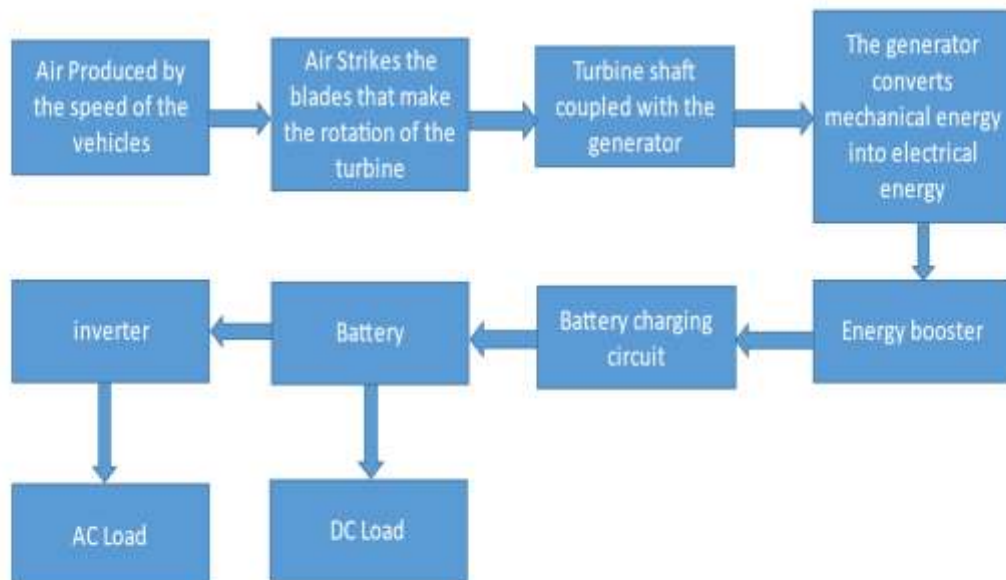 Air Produced by
the speed of the
vehicles
Air Strikes the
blades that make
the rotation of the
turbine
Turbine shaft
coupled with the
generator
The generator
converts
mechanical energy
into electrical
energy
Energy booster
Battery charging
circuit
Battery
inverter
AC Load
DC Load